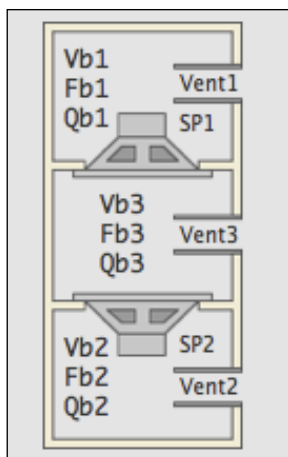 Vb1
Fb1
Qb1
Vent1
SP1
Vb3
Fb3
Qb3
Vent3
Vb2
Fb2
Qb2
SP2
Vent2